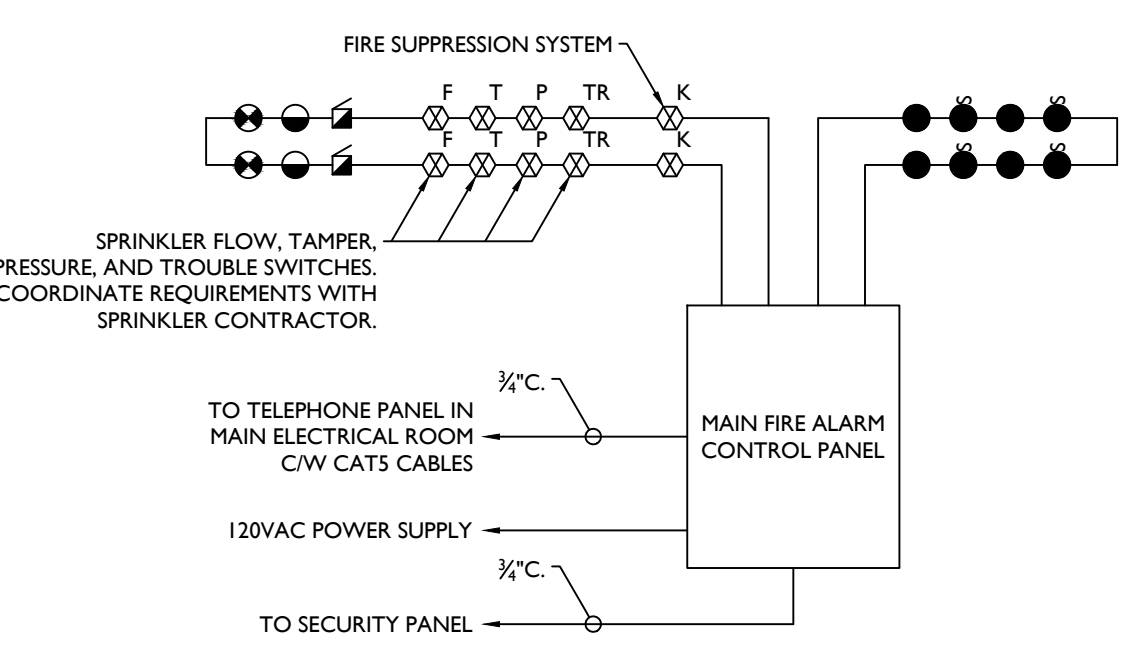 FIRE SUPPRESSION SYSTEM
F T P TR K
S S
F T P TR K
S S
SPRINKLER FLOW, TAMPER,
PRESSURE, AND TROUBLE SWITCHES.
COORDINATE REQUIREMENTS WITH
SPRINKLER CONTRACTOR.
¾"C.
TO TELEPHONE PANEL IN
MAIN ELECTRICAL ROOM
C/W CAT5 CABLES
MAIN FIRE ALARM
CONTROL PANEL
120VAC POWER SUPPLY
¾"C.
TO SECURITY PANEL